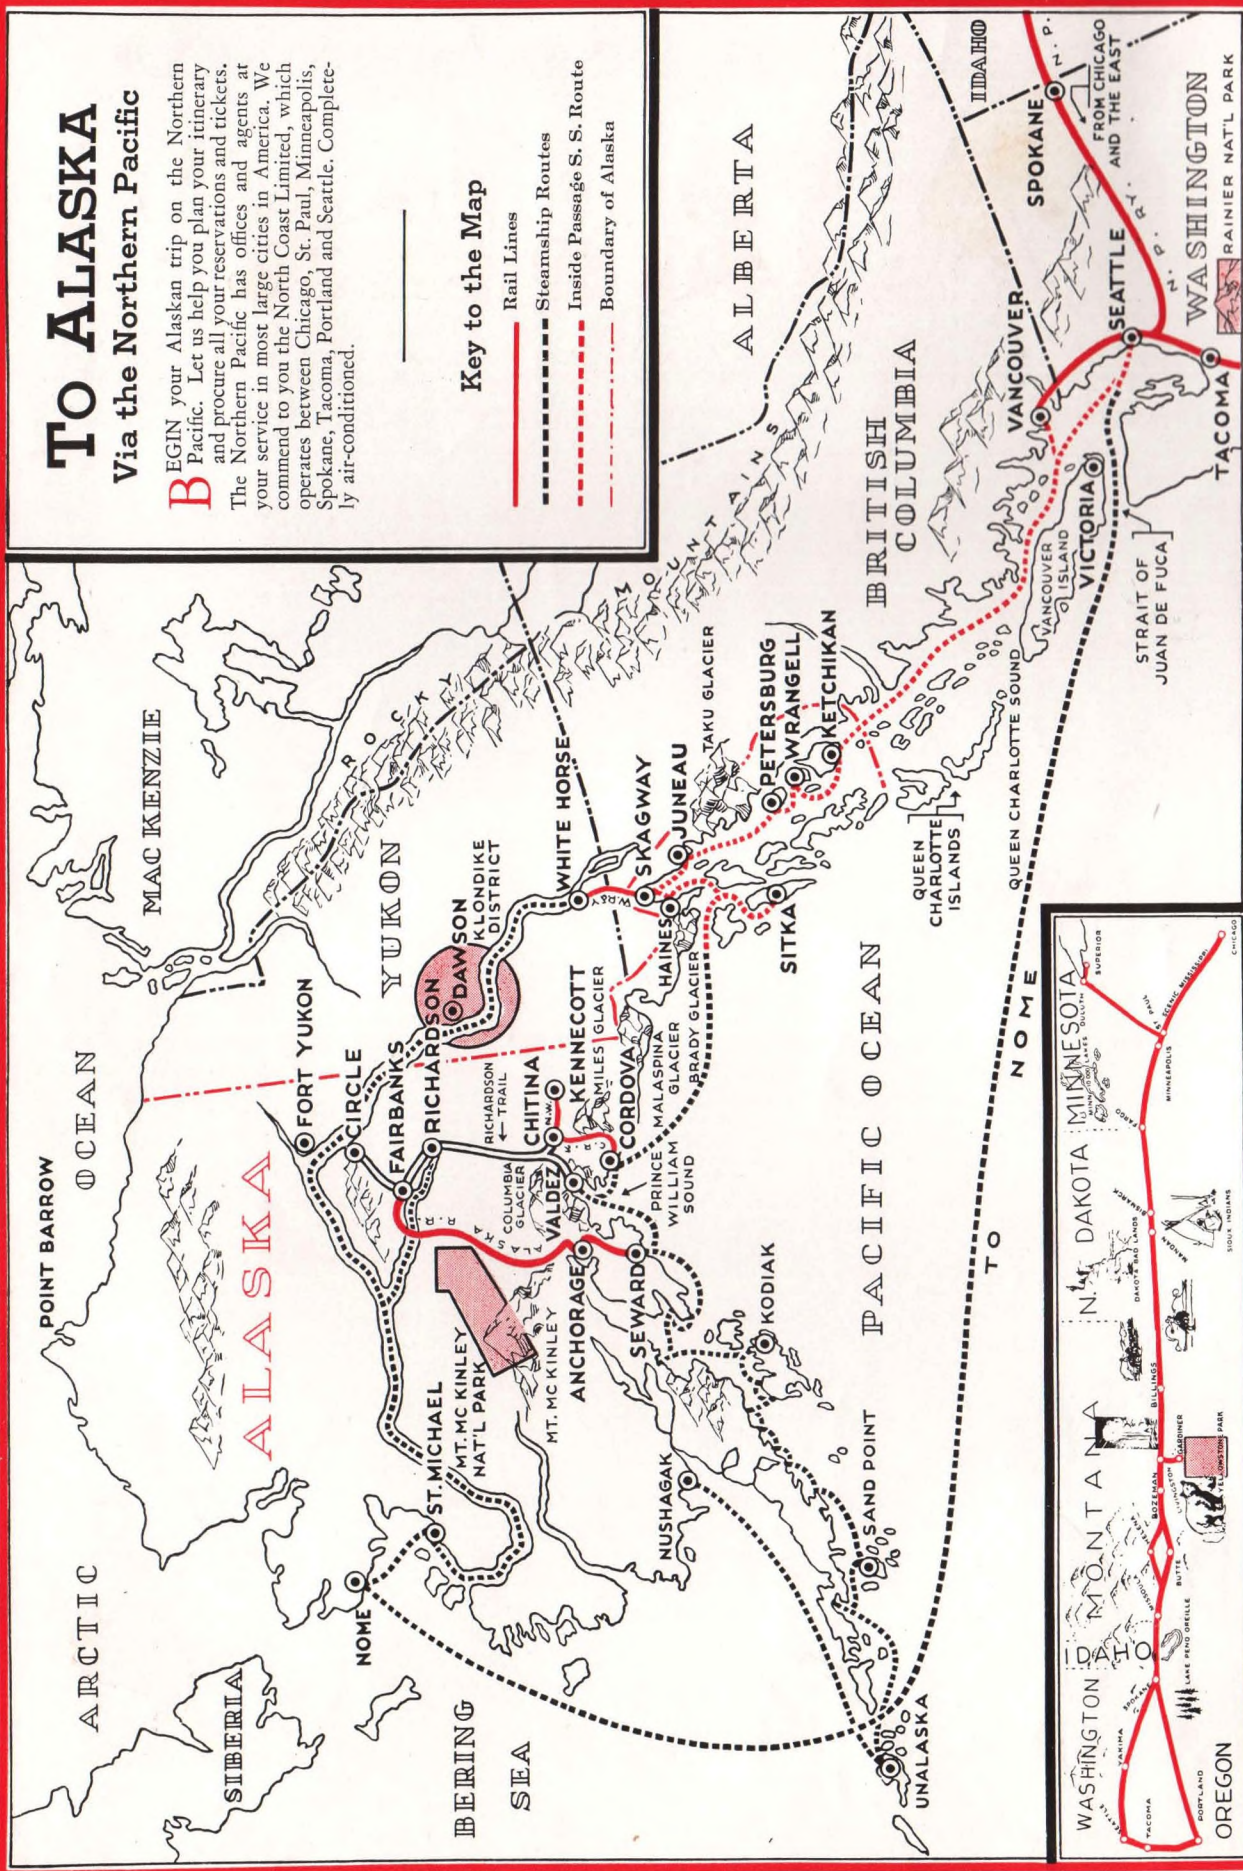 TO ALASKA
Via the Northern Pacific
BEGIN your Alaskan trip on the Northern
Pacific. Let us help you plan your itinerary
and procure all your reservations and tickets.
The Northern Pacific has offices and agents at
your service in most large cities in America. We
commend to you the North Coast Limited, which
operates between Chicago, St. Paul, Minneapolis,
Spokane, Tacoma, Portland and Seattle. Complete-
ly air-conditioned.
Key to the Map
Rail Lines
Steamship Routes
Inside Passage S. S. Route
Boundary of Alaska
ARCTIC
OCEAN
POINT BARROW
MACKENZIE
SIBERIA
ALASKA
YUKON
ROCKY
MOUNTAINS
ALBERTA
IDAHO
FORT YUKON
CIRCLE
FAIRBANKS
RICHARDSON
DAWSON
KLONDIKE
DISTRICT
NOME
ST. MICHAEL
MT. MC KINLEY
NAT'L PARK
MT. MC KINLEY
ALASKA
R.R.
COLUMBIA
GLACIER
RICHARDSON
TRAIL
CHITINA
KENNECOTT
N.W.
MILES GLACIER
VALDEZ
CORDOVA
ANCHORAGE
SEWARD
PRINCE
WILLIAM
SOUND
MALASPINA
GLACIER
BRADY GLACIER
WHITE HORSE
W.P.&Y
SKAGWAY
HAINES
JUNEAU
TAKU GLACIER
SITKA
PETERSBURG
WRANGELL
KETCHIKAN
BRITISH
COLUMBIA
QUEEN
CHARLOTTE
ISLANDS
QUEEN CHARLOTTE SOUND
VANCOUVER
ISLAND
VICTORIA
VANCOUVER
STRAIT OF
JUAN DE FUCA
SEATTLE
TACOMA
SPOKANE
N. P.
FROM CHICAGO
AND THE EAST
N. P. RY.
WASHINGTON
RAINIER NAT'L PARK
BERING
SEA
NUSHAGAK
KODIAK
SAND POINT
UNALASKA
PACIFIC OCEAN
TO NOME
WASHINGTON
IDAHO
MONTANA
N. DAKOTA
MINNESOTA
OREGON
SEATTLE
TACOMA
PORTLAND
YAKIMA
SPOKANE
LAKE PEND OREILLE
MISSOULA
HELENA
BUTTE
BOZEMAN
LIVINGSTON
GARDINER
YELLOWSTONE PARK
BILLINGS
DAKOTA BAD LANDS
MANDAN
BISMARCK
SIOUX INDIANS
FARGO
MINNEAPOLIS
ST PAUL
SCENIC MISSISSIPPI
DULUTH
SUPERIOR
CHICAGO